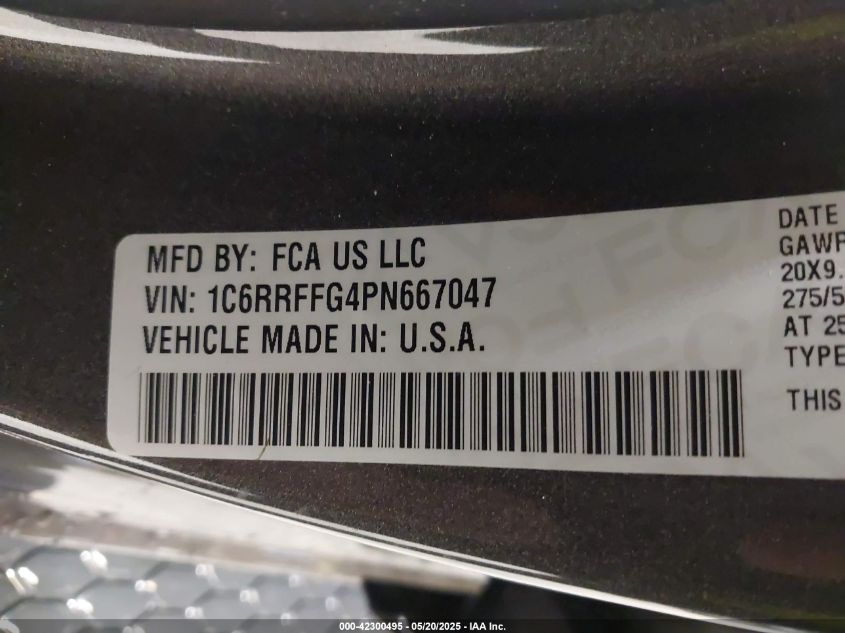 MFD BY: FCA US LLC
VIN: 1C6RRFFG4PN667047
VEHICLE MADE IN: U.S.A.
DATE
GAWR
20X9.
275/5
AT 25
TYPE
THIS
000-42300495 - 05/20/2025 - IAA Inc.